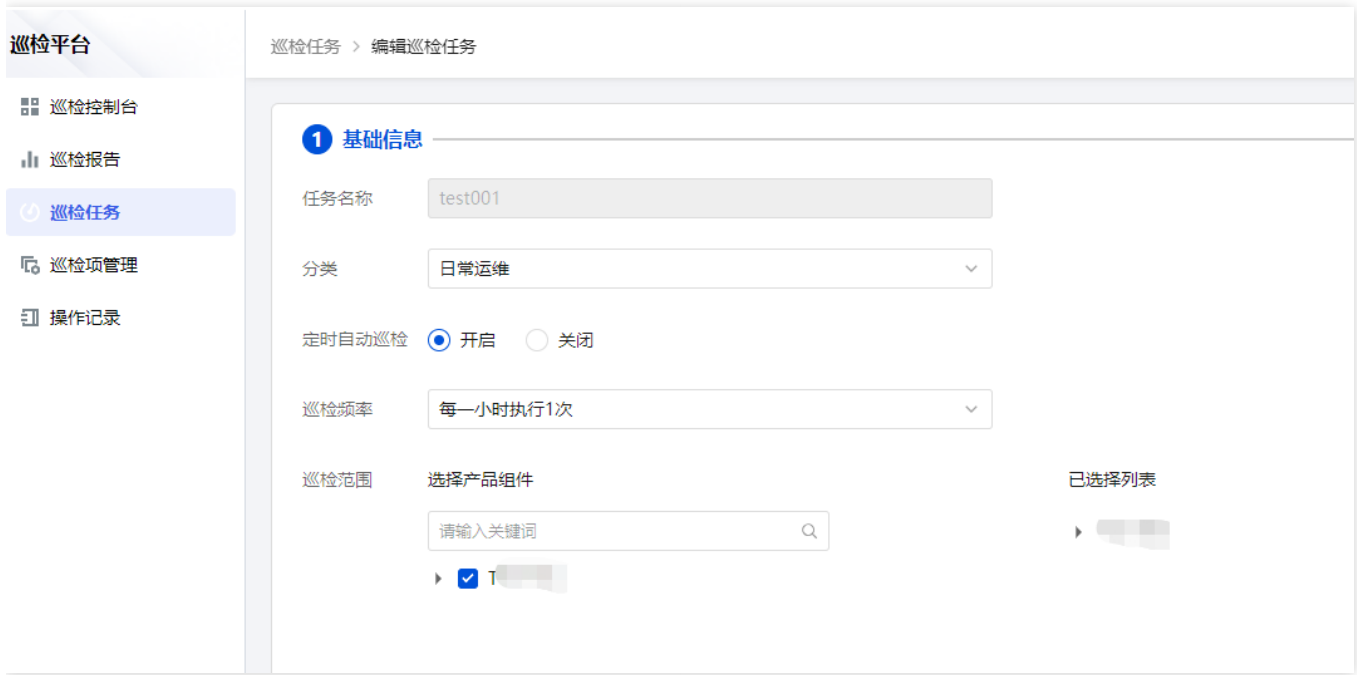 巡检平台
巡检控制台
巡检报告
巡检任务
巡检项管理
操作记录
巡检任务 > 编辑巡检任务
1 基础信息
任务名称 test001
分类 日常运维
定时自动巡检 开启 关闭
巡检频率 每一小时执行1次
巡检范围 选择产品组件 已选择列表
请输入关键词
T